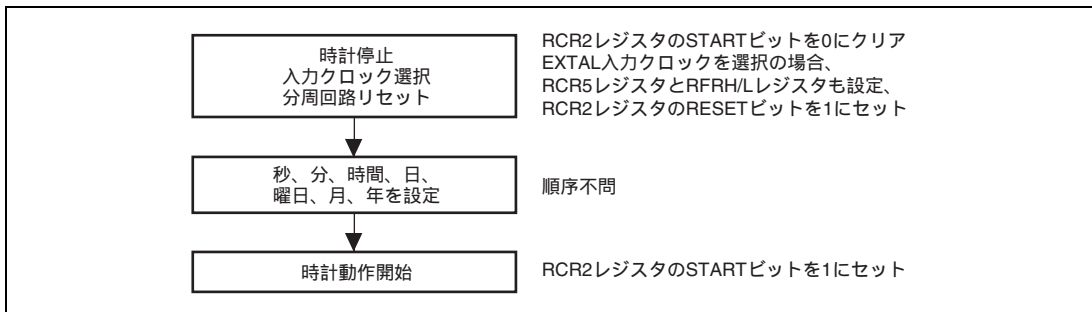 時計停止
入力クロック選択
分周回路リセット
RCR2レジスタのSTARTビットを0にクリア
EXTAL入力クロックを選択の場合、
RCR5レジスタとRFRH/Lレジスタも設定、
RCR2レジスタのRESETビットを1にセット
秒、分、時間、日、
曜日、月、年を設定
順序不問
時計動作開始
RCR2レジスタのSTARTビットを1にセット